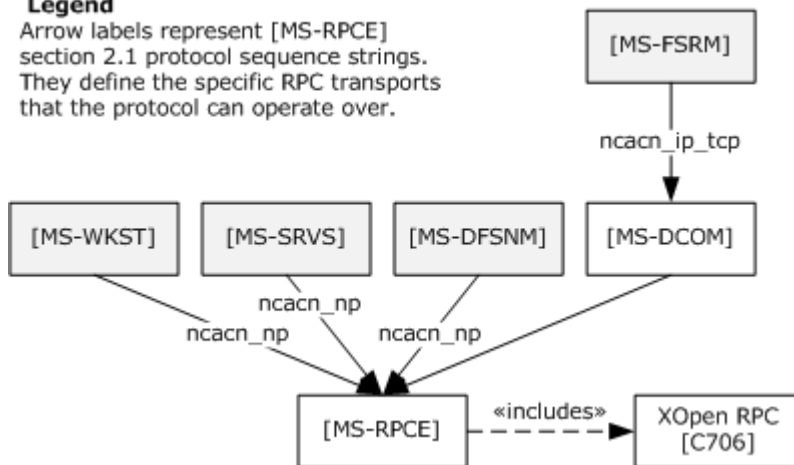 Legend
Arrow labels represent [MS-RPCE]
section 2.1 protocol sequence strings.
They define the specific RPC transports
that the protocol can operate over.
[MS-FSRM]
ncacn_ip_tcp
[MS-WKST]
[MS-SRVS]
[MS-DFSNM]
[MS-DCOM]
ncacn_np
ncacn_np
ncacn_np
[MS-RPCE]
«includes»
XOpen RPC
[C706]